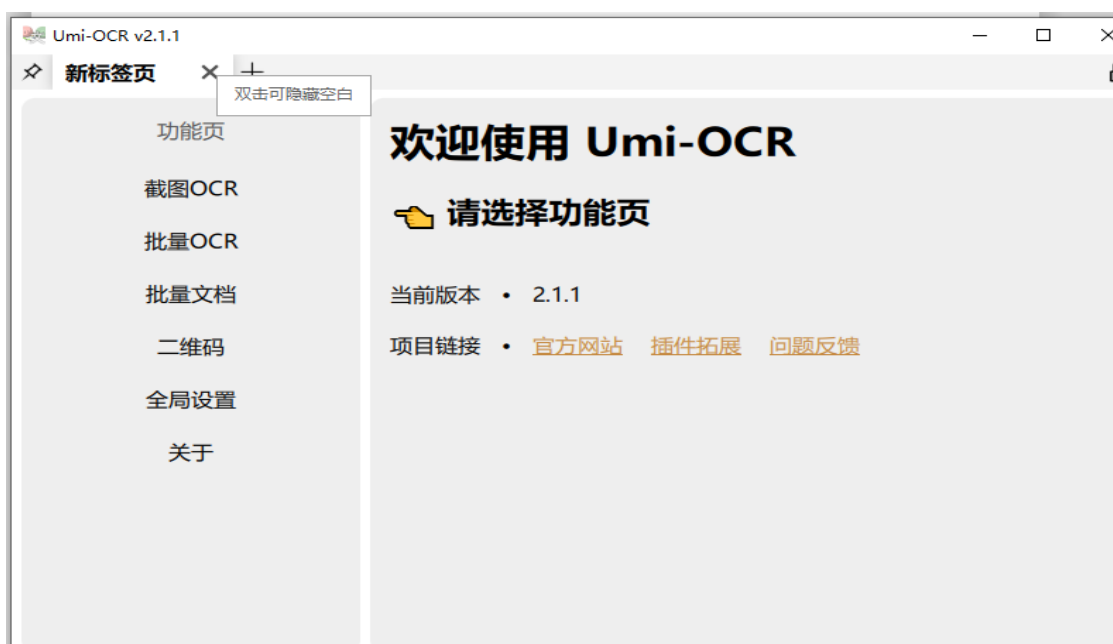 Umi-OCR v2.1.1
新标签页
双击可隐藏空白
功能页
截图OCR
批量OCR
批量文档
二维码
全局设置
关于
欢迎使用 Umi-OCR
👈 请选择功能页
当前版本 • 2.1.1
项目链接 • 官方网站 插件拓展 问题反馈